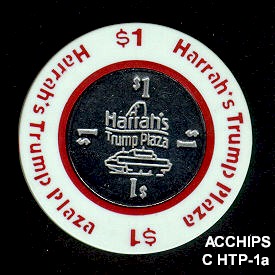 $1
Harrah's Trump Plaza
$1
Harrah's Trump Plaza
$1
$1
Harrah's
Trump Plaza
$1
$1
ACCHIPS
C HTP-1a